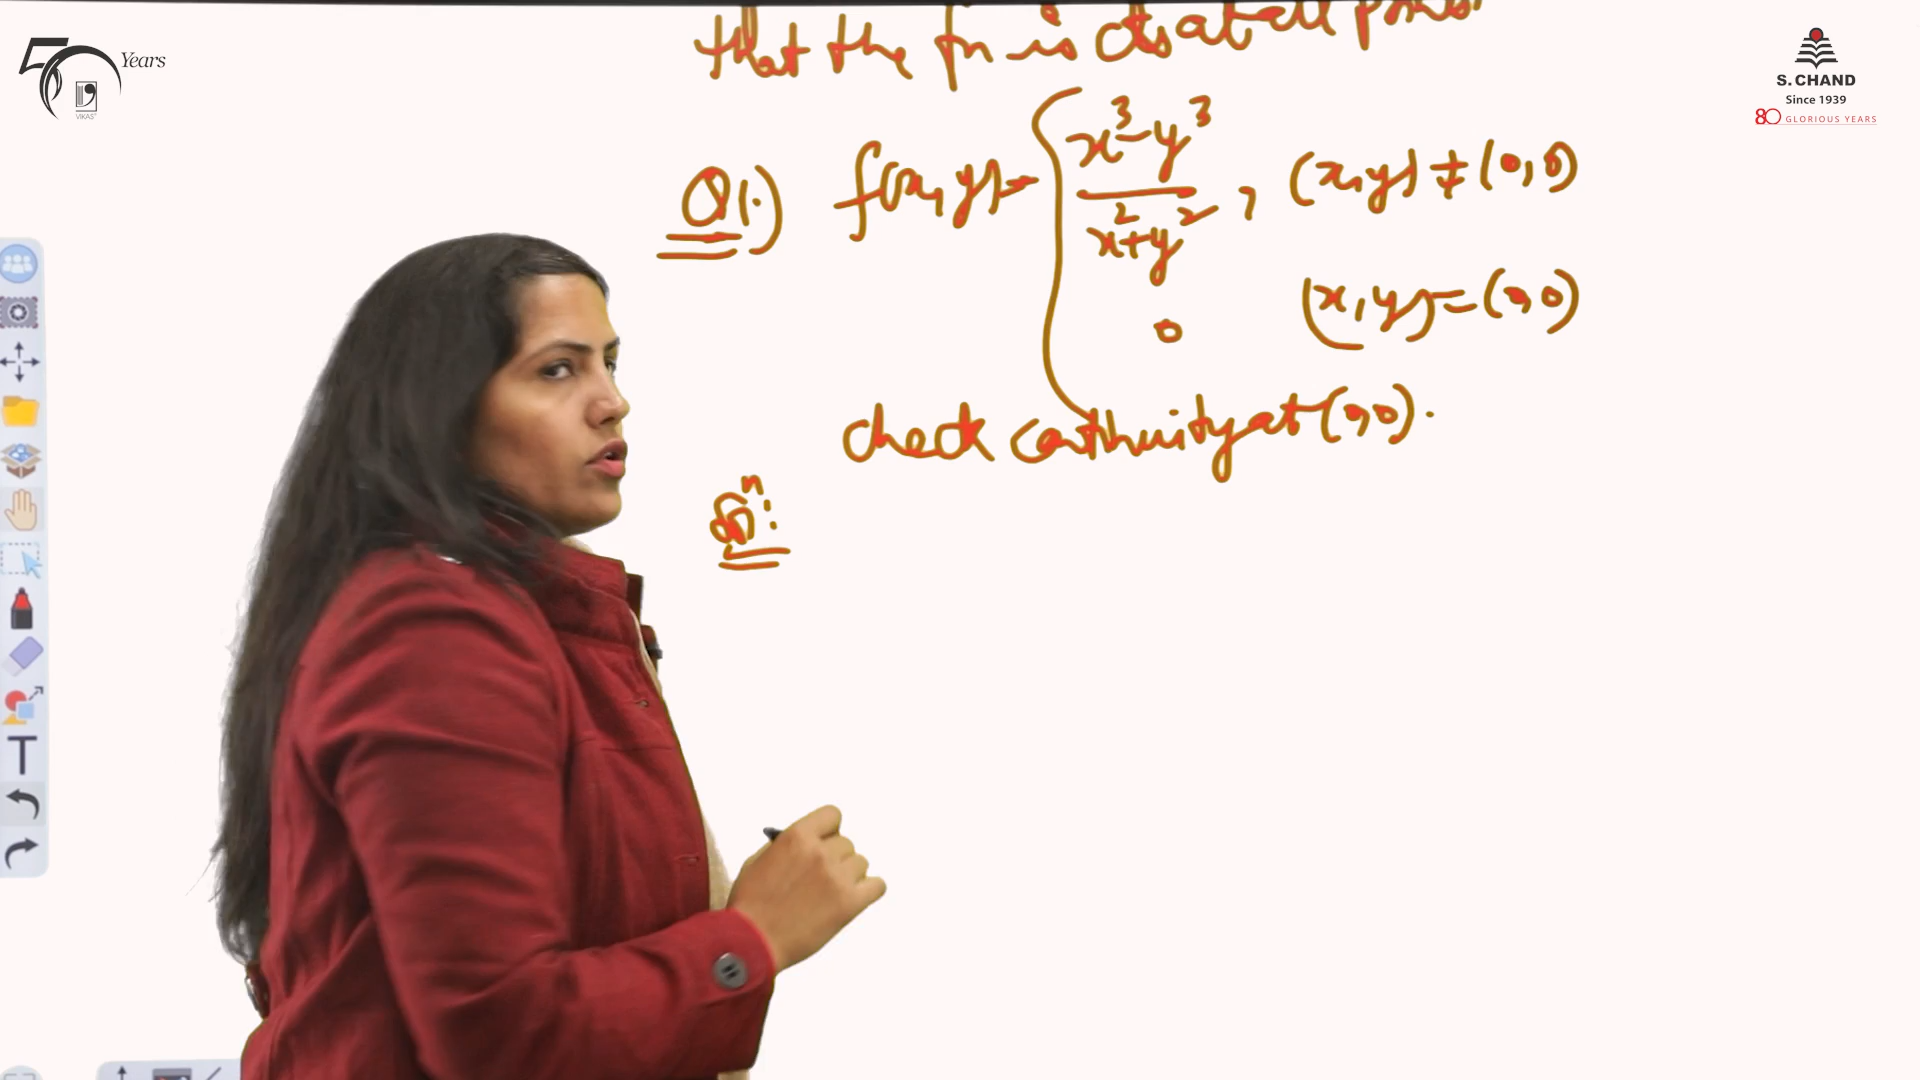 that the fn is cts at all points.
50 Years
VIKAS
S. CHAND
Since 1939
80 GLORIOUS YEARS
Q1.) f(x,y) = { x³-y³ / x²+y² , (x,y) ≠ (0,0)
0 (x,y) = (0,0)
check continuity at (0,0).
Solⁿ:
T